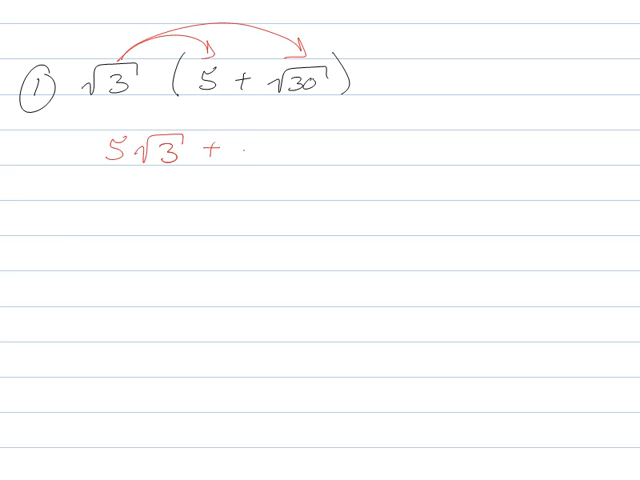 ① √3 (5 + √30)
5√3 +